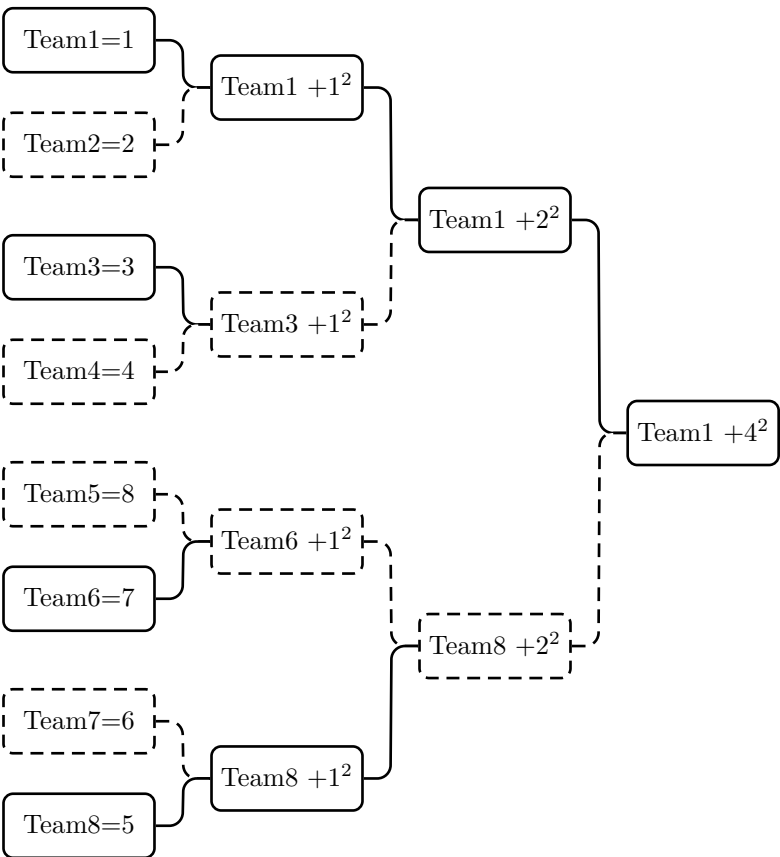 Team1=1
Team2=2
Team3=3
Team4=4
Team5=8
Team6=7
Team7=6
Team8=5
Team1 +1²
Team3 +1²
Team6 +1²
Team8 +1²
Team1 +2²
Team8 +2²
Team1 +4²